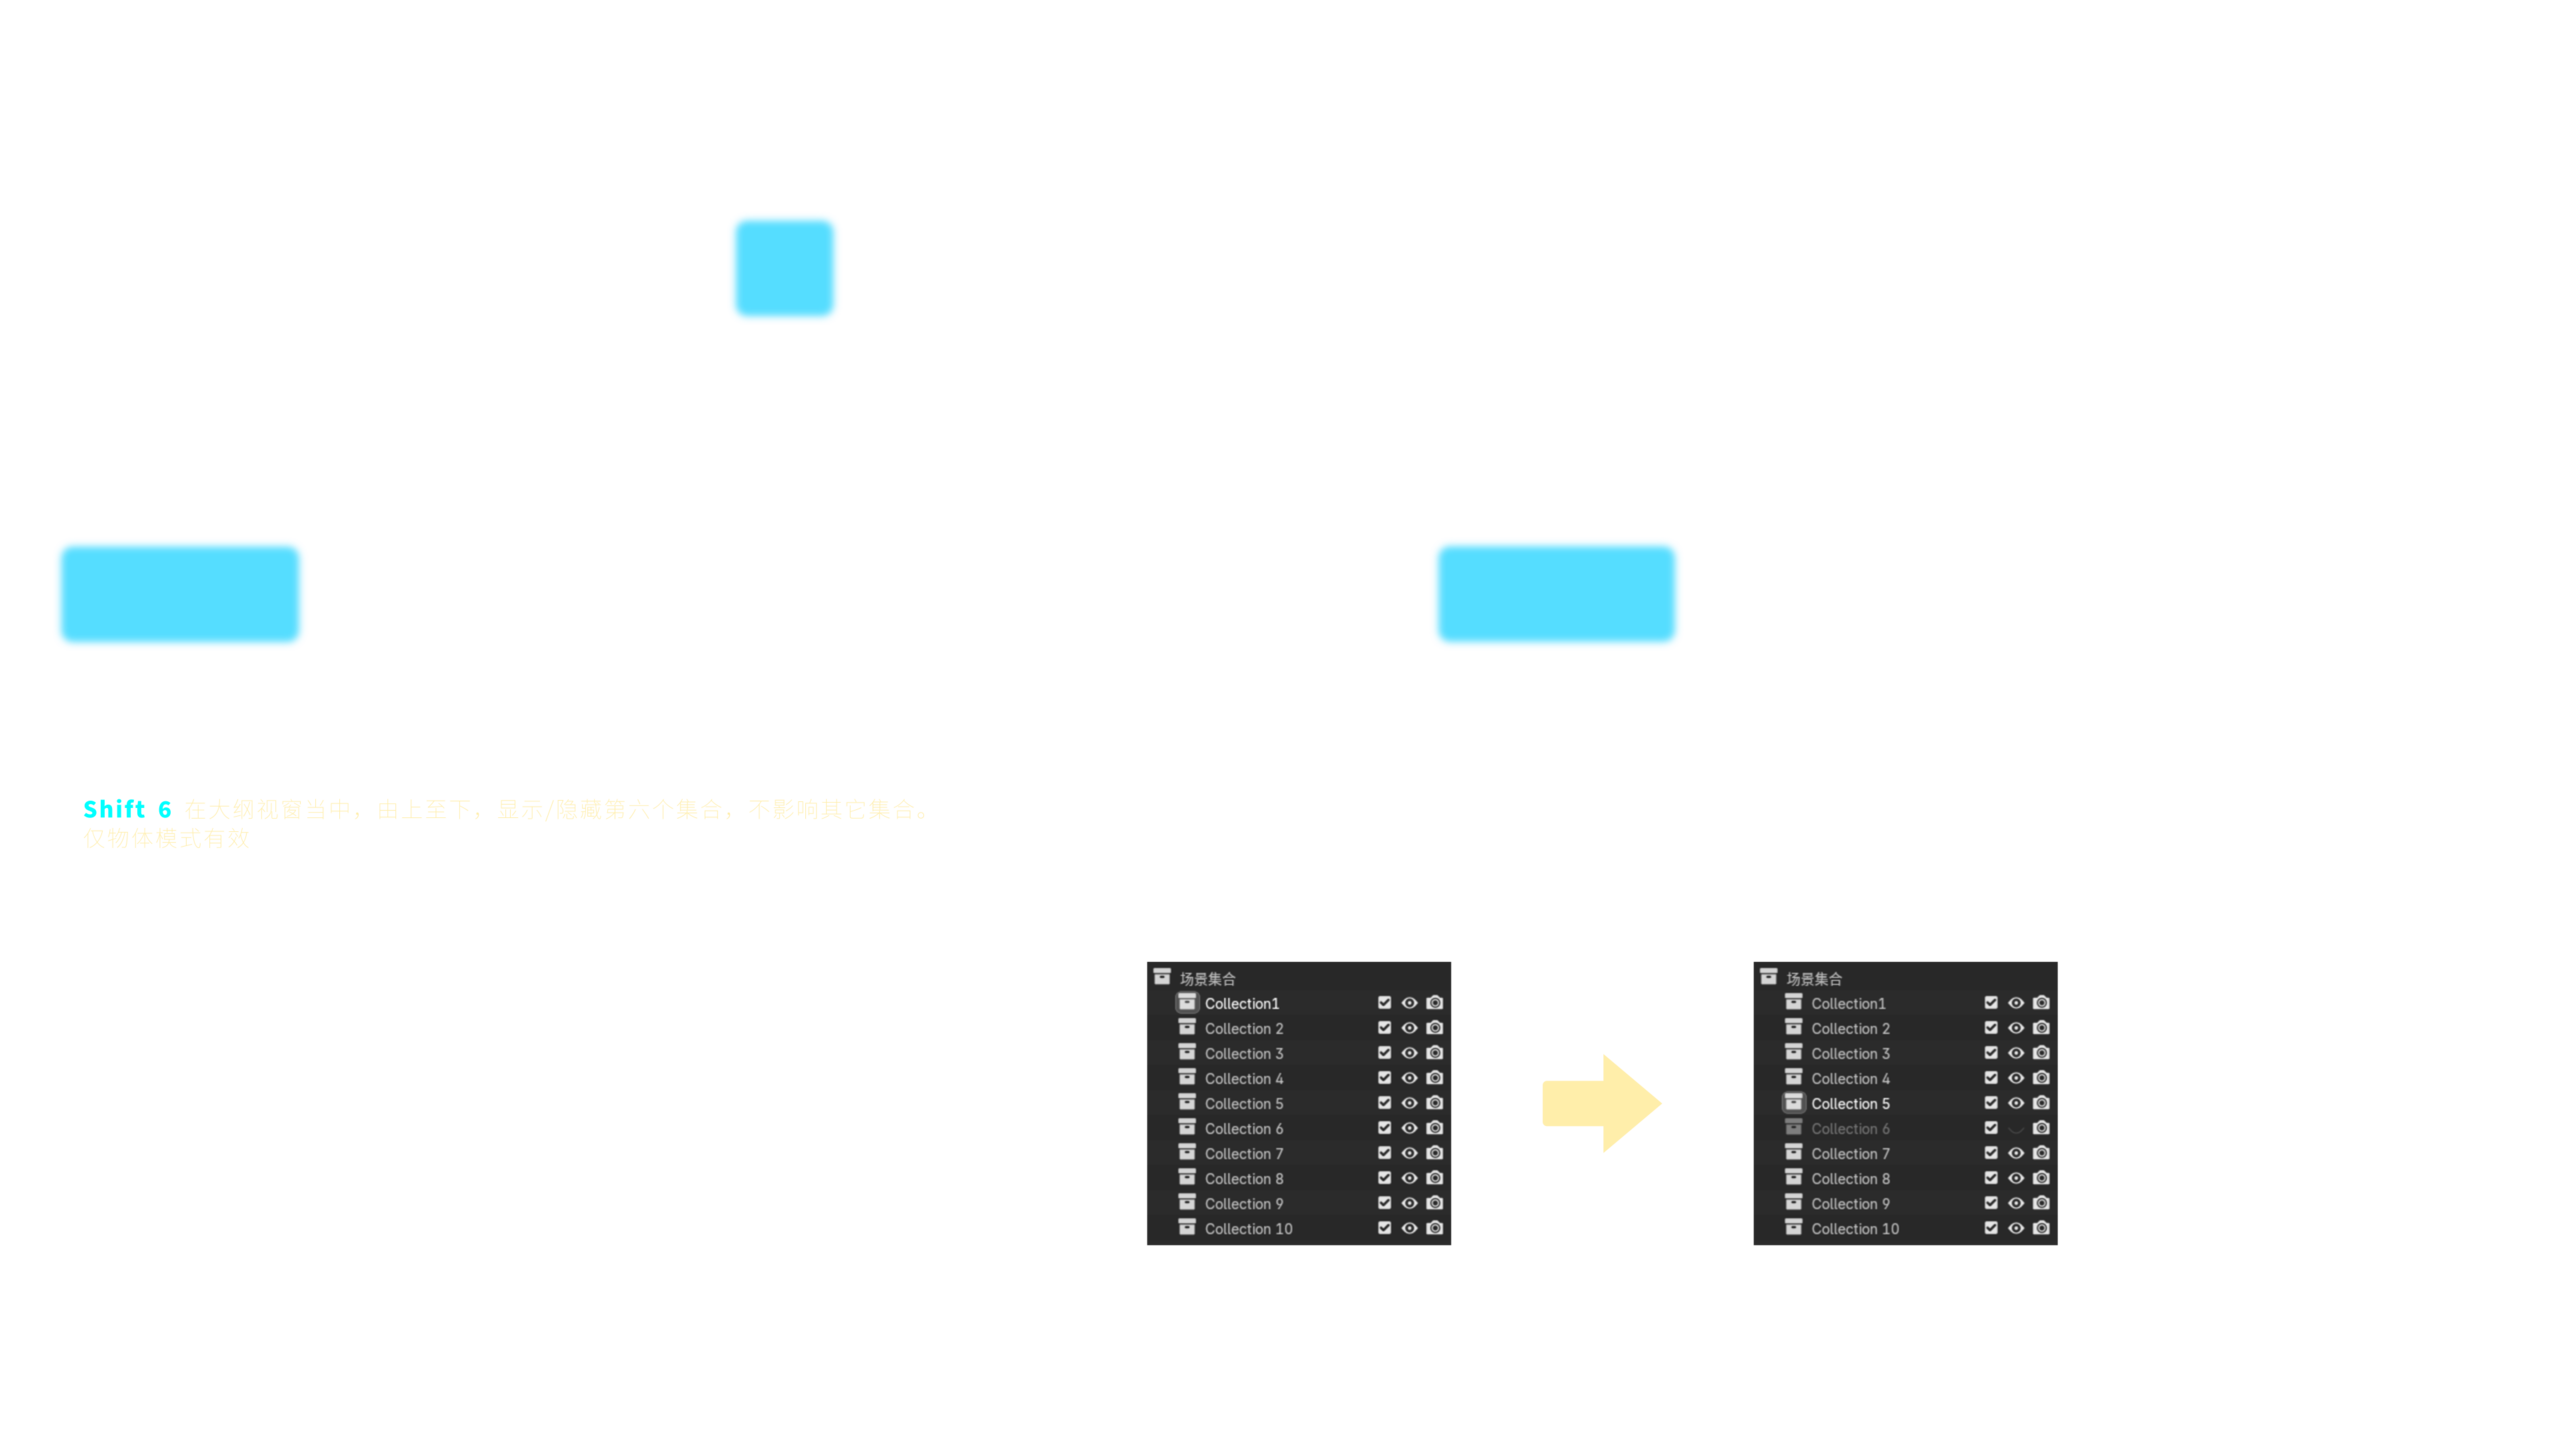 Shift 6 在大纲视窗当中，由上至下，显示/隐藏第六个集合，不影响其它集合。
仅物体模式有效
场景集合
Collection1
Collection 2
Collection 3
Collection 4
Collection 5
Collection 6
Collection 7
Collection 8
Collection 9
Collection 10
场景集合
Collection1
Collection 2
Collection 3
Collection 4
Collection 5
Collection 6
Collection 7
Collection 8
Collection 9
Collection 10